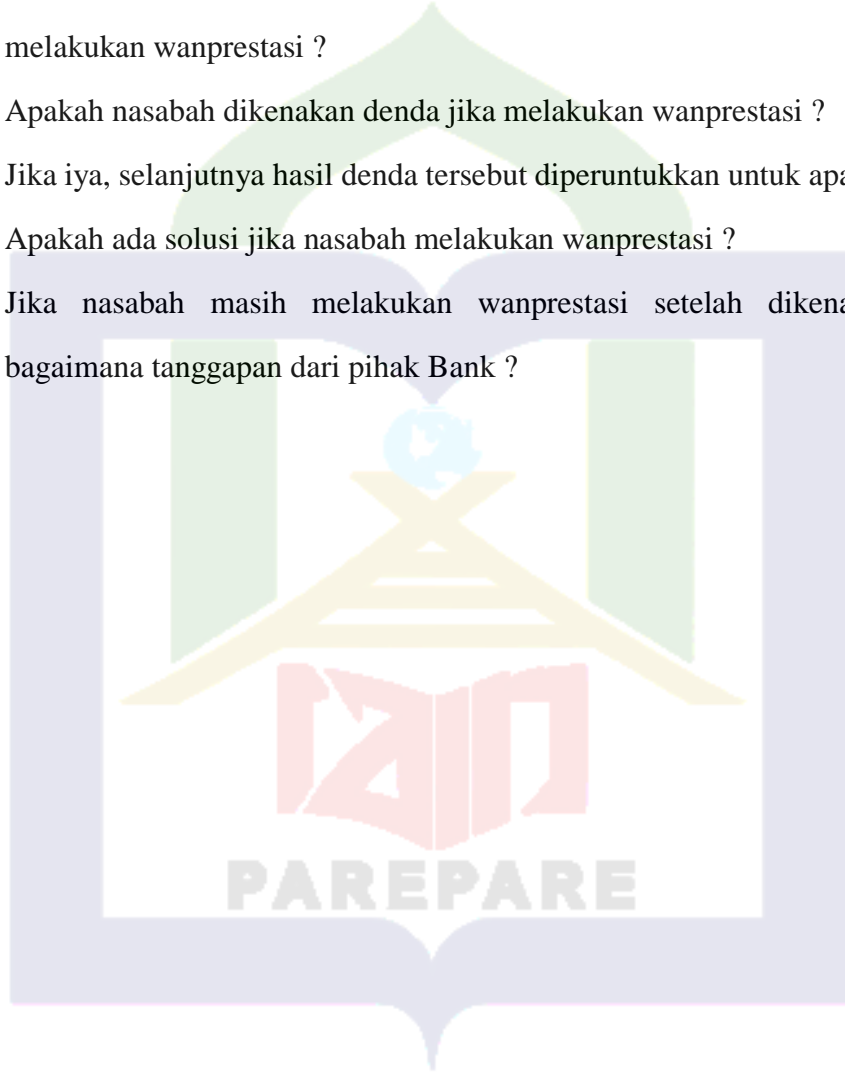 melakukan wanprestasi ?
Apakah nasabah dikenakan denda jika melakukan wanprestasi ?
Jika iya, selanjutnya hasil denda tersebut diperuntukkan untuk
Apakah ada solusi jika nasabah melakukan wanprestasi ?
Jika nasabah masih melakukan wanprestasi setelah
bagaimana tanggapan dari pihak Bank ?
PAREPARE